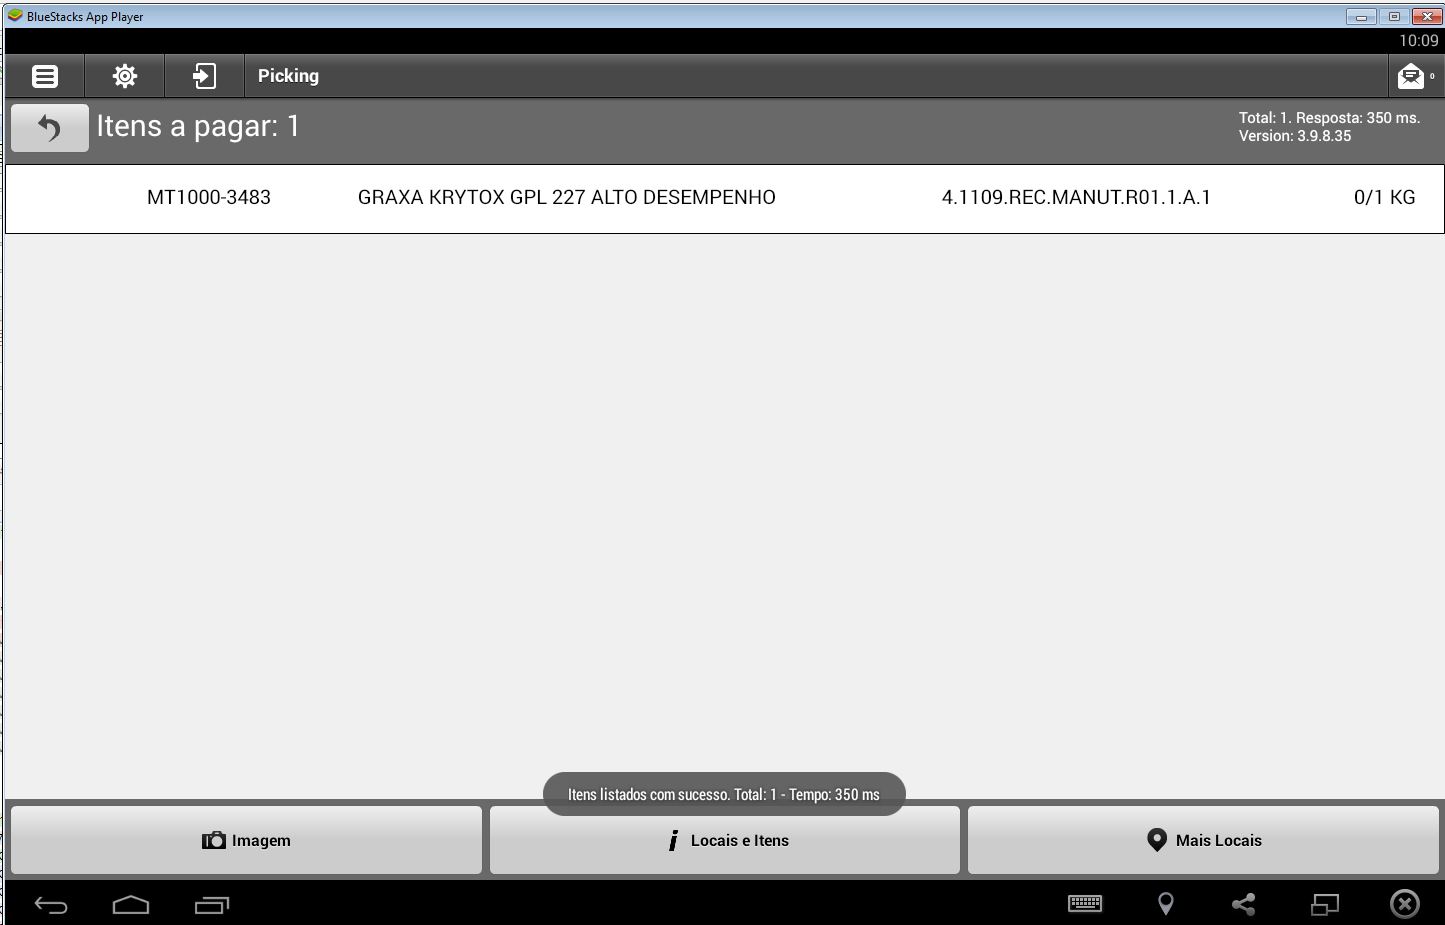 BlueStacks App Player
10:09
Picking
0
Itens a pagar: 1
Total: 1. Resposta: 350 ms.
Version: 3.9.8.35
MT1000-3483 GRAXA KRYTOX GPL 227 ALTO DESEMPENHO 4.1109.REC.MANUT.R01.1.A.1 0/1 KG
Itens listados com sucesso. Total: 1 - Tempo: 350 ms
Imagem
Locais e Itens
Mais Locais